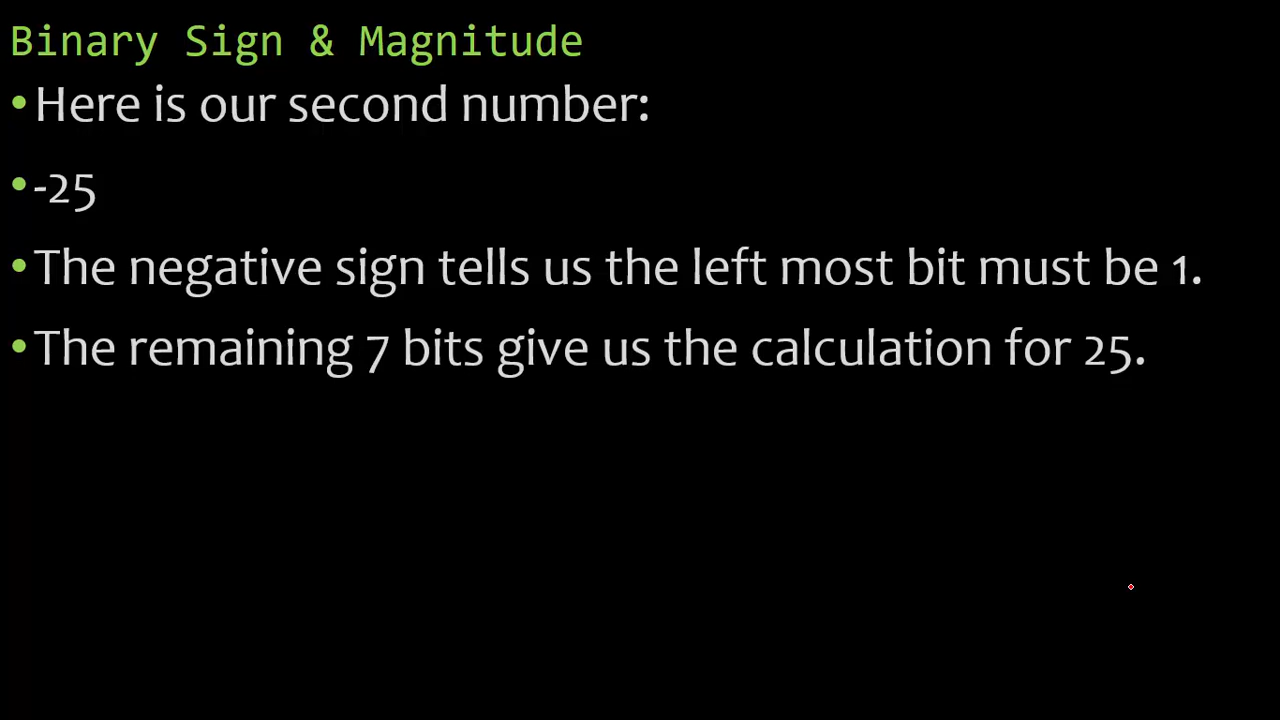 Binary Sign & Magnitude
•Here is our second number:
•-25
•The negative sign tells us the left most bit must be 1.
•The remaining 7 bits give us the calculation for 25.